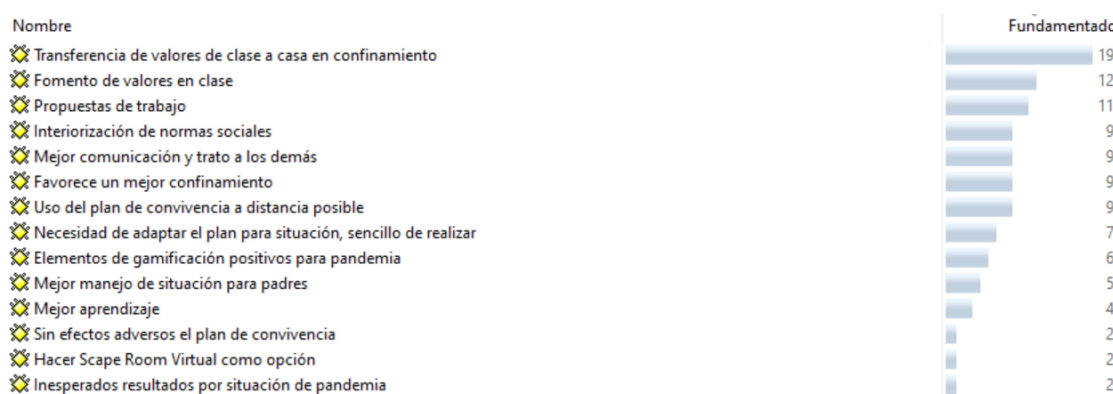 Nombre Fundamentado
Transferencia de valores de clase a casa en confinamiento 19
Fomento de valores en clase 12
Propuestas de trabajo 11
Interiorización de normas sociales 9
Mejor comunicación y trato a los demás 9
Favorece un mejor confinamiento 9
Uso del plan de convivencia a distancia posible 9
Necesidad de adaptar el plan para situación, sencillo de realizar 7
Elementos de gamificación positivos para pandemia 6
Mejor manejo de situación para padres 5
Mejor aprendizaje 4
Sin efectos adversos el plan de convivencia 2
Hacer Scape Room Virtual como opción 2
Inesperados resultados por situación de pandemia 2